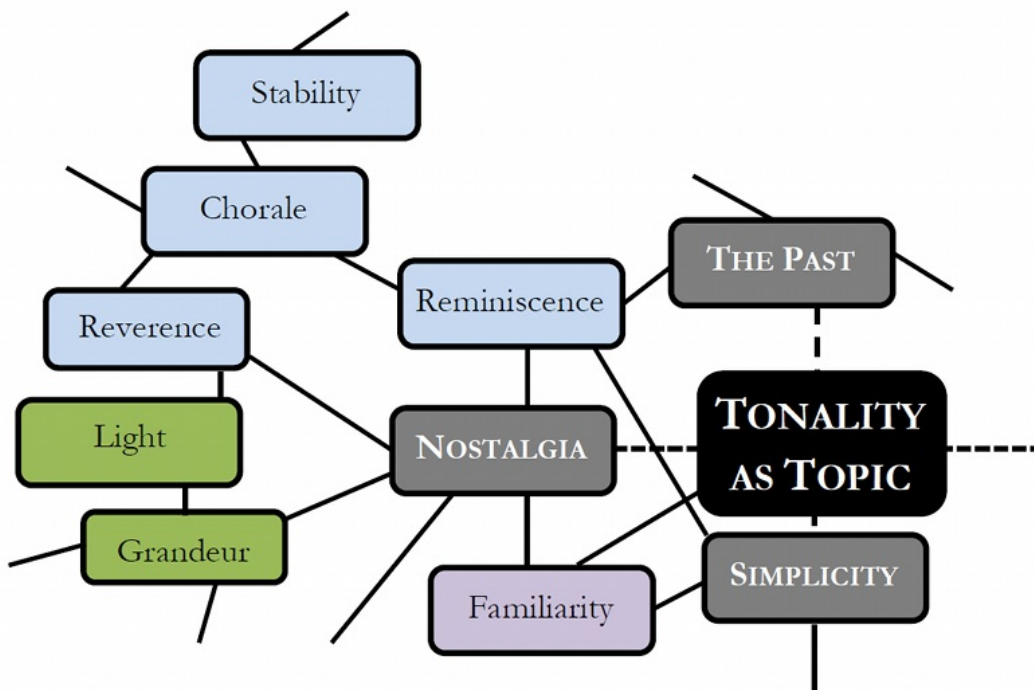 Stability
Chorale
THE PAST
Reminiscence
Reverence
TONALITY
AS TOPIC
Light
NOSTALGIA
Grandeur
SIMPLICITY
Familiarity